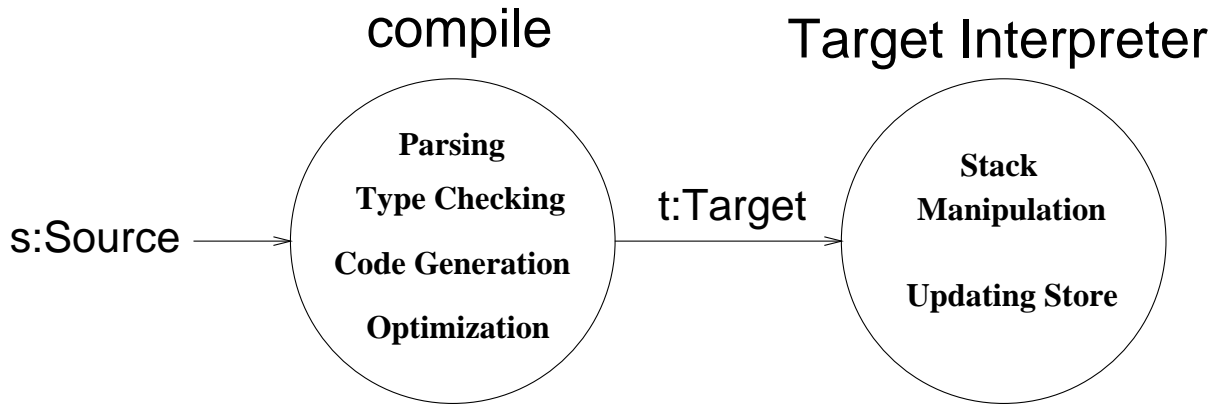 compile
Target Interpreter
s:Source
Parsing
Type Checking
Code Generation
Optimization
t:Target
Stack
Manipulation
Updating Store